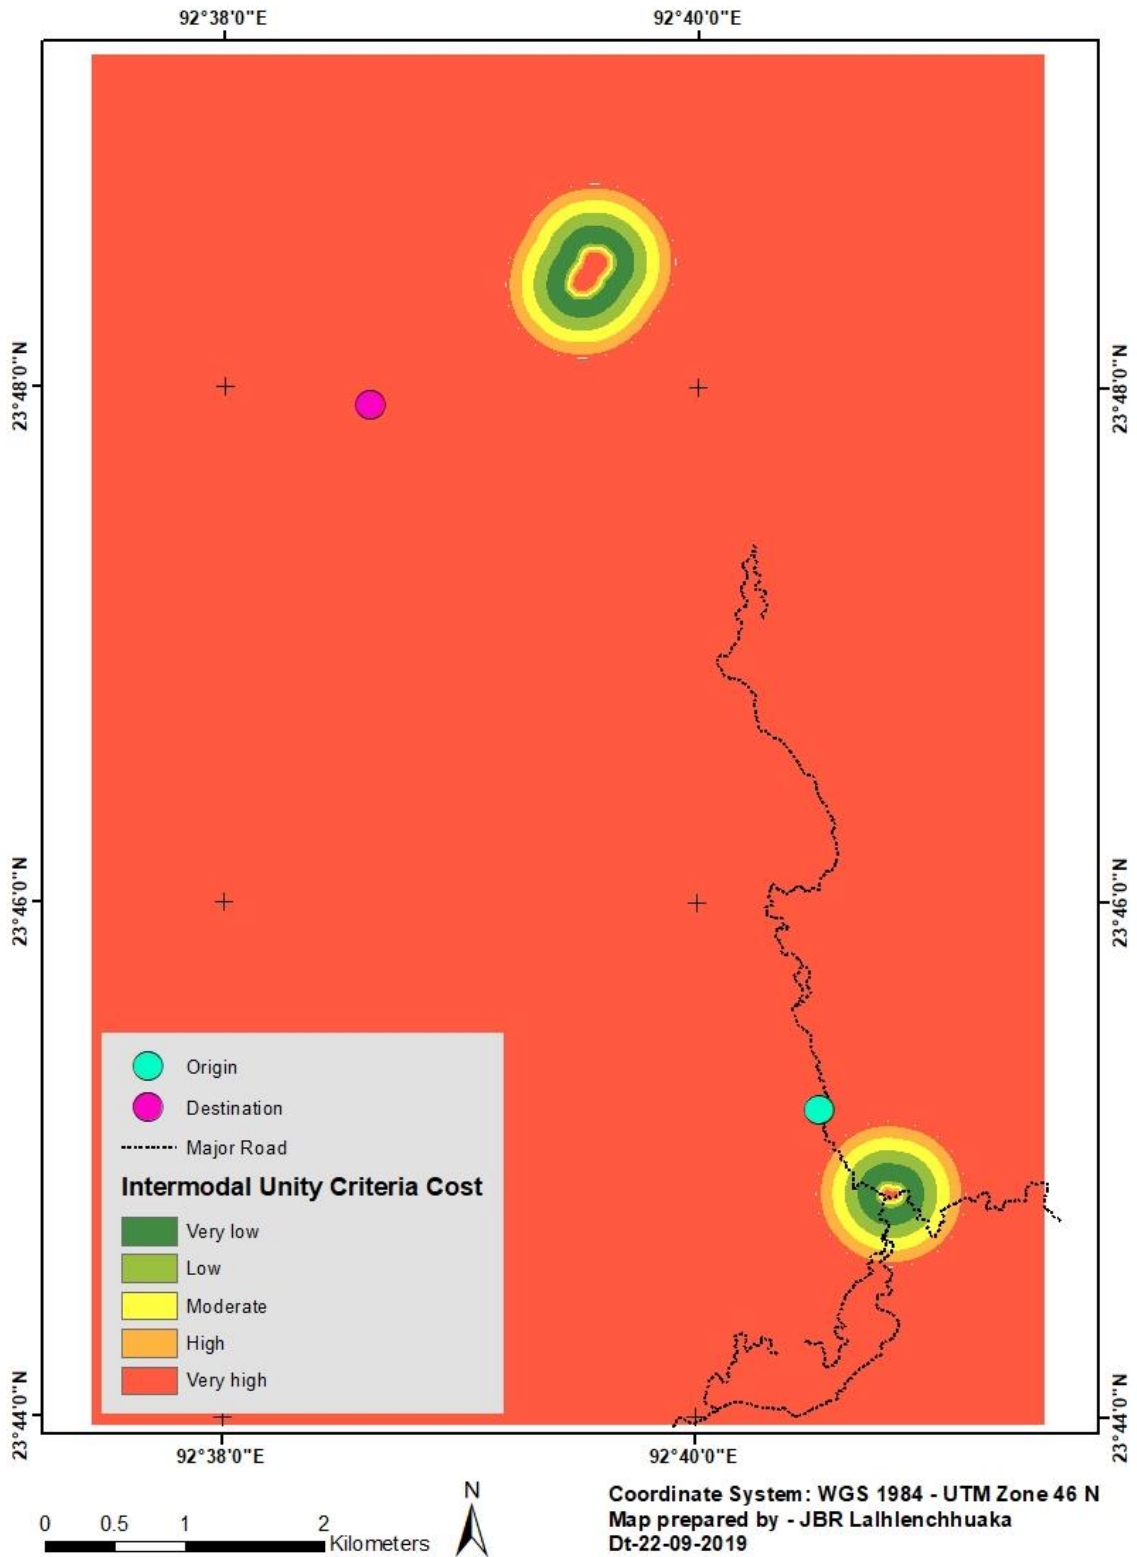 92°38'0"E 92°40'0"E
23°48'0"N 23°48'0"N
23°46'0"N 23°46'0"N
Origin
Destination
Major Road
Intermodal Unity Criteria Cost
Very low
Low
Moderate
High
Very high
23°44'0"N 23°44'0"N
92°38'0"E 92°40'0"E
N
0 0.5 1 2
Kilometers
Coordinate System: WGS 1984 - UTM Zone 46 N
Map prepared by - JBR Lalhlenchhuaka
Dt-22-09-2019